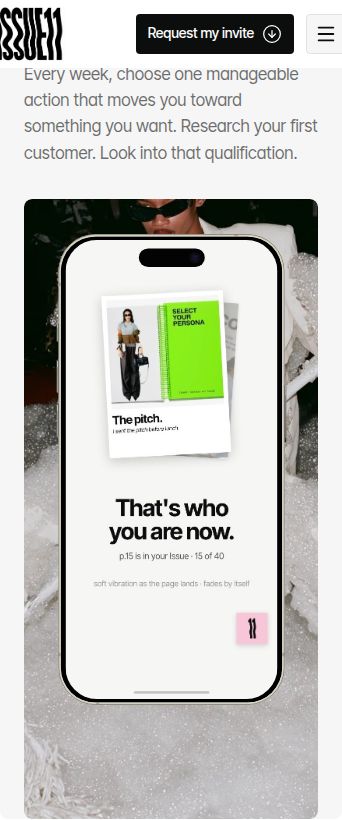 ISSUE11
Request my invite
Every week, choose one manageable
action that moves you toward
something you want. Research your first
customer. Look into that qualification.
SELECT
YOUR
PERSONA
The pitch.
I sent the pitch before lunch.
That's who
you are now.
p.15 is in your Issue · 15 of 40
soft vibration as the page lands · fades by itself
11